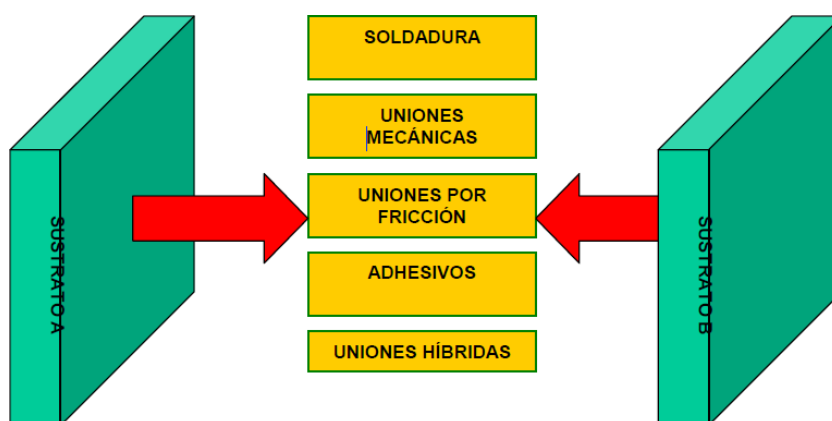 SOLDADURA
UNIONES
MECÁNICAS
UNIONES POR
FRICCIÓN
ADHESIVOS
UNIONES HÍBRIDAS
SUSTRATO A
SUSTRATO B